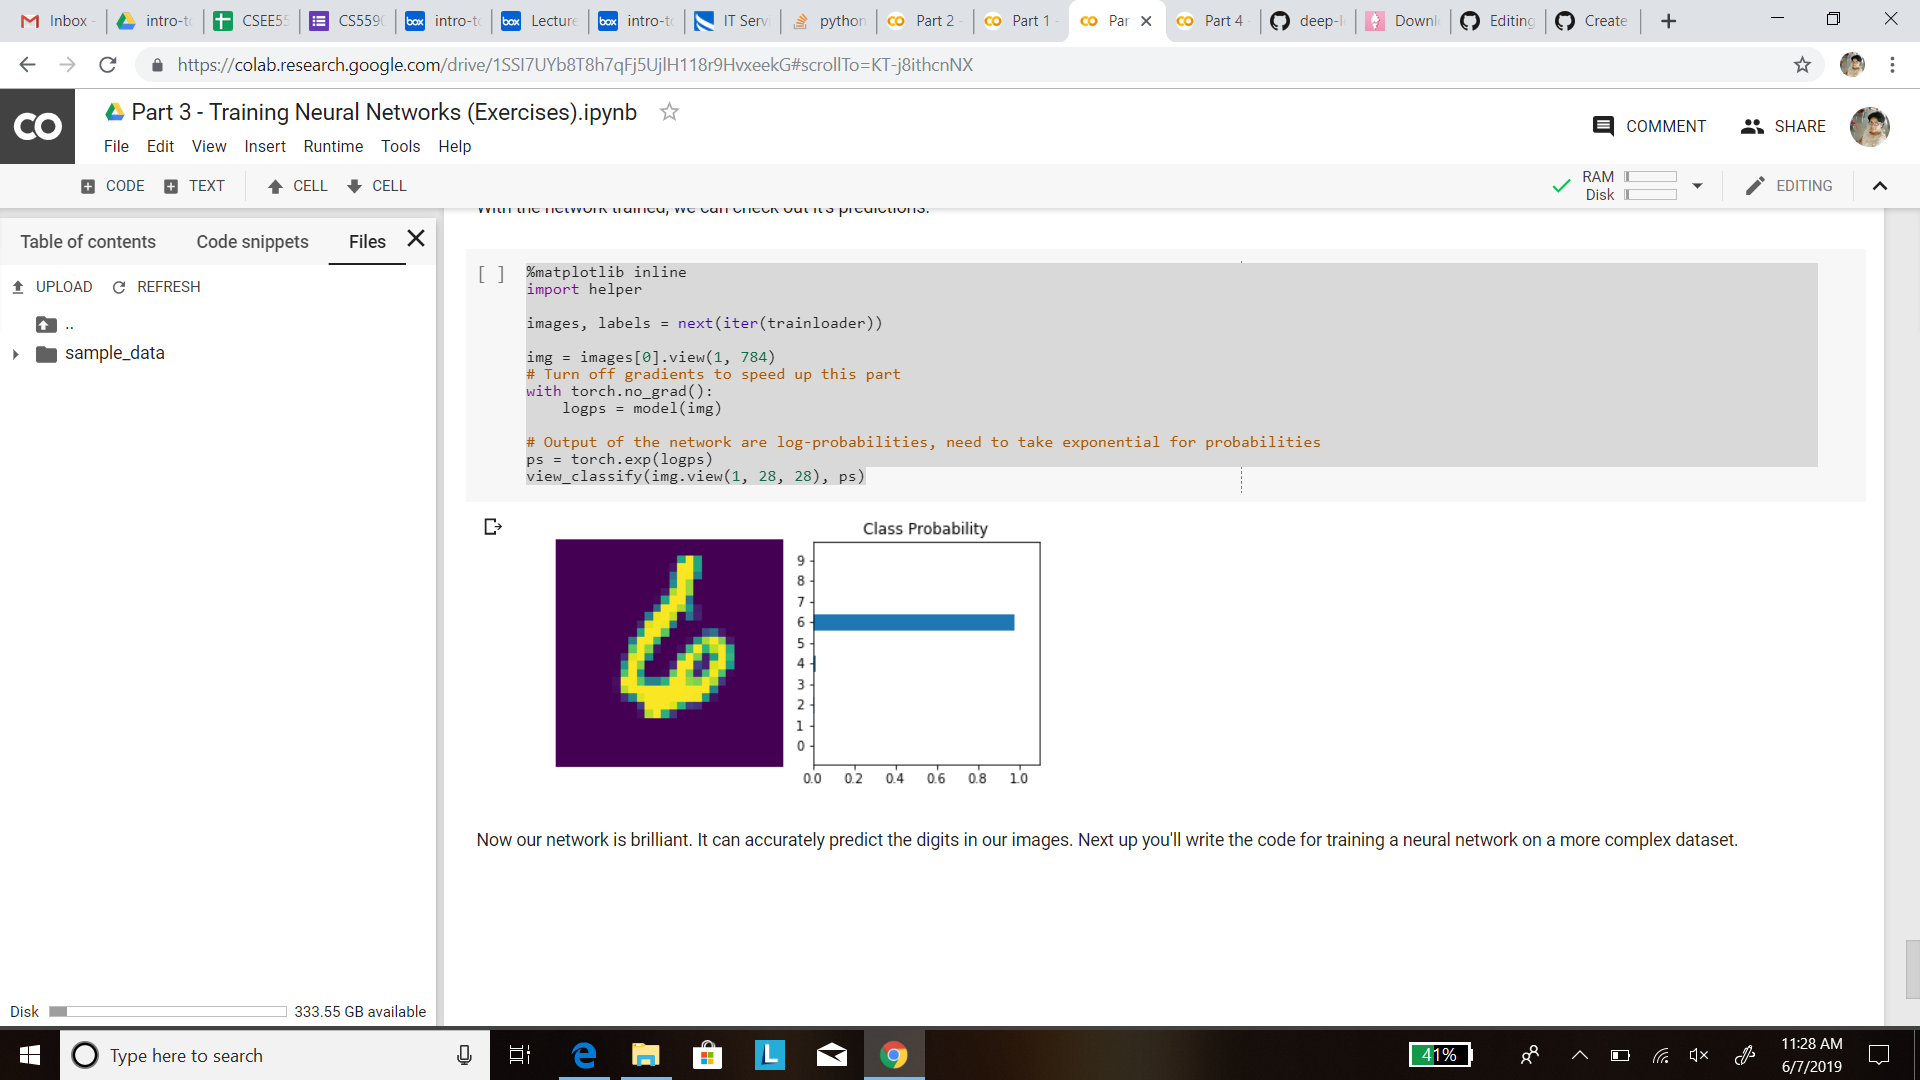 Inbox
intro-to
CSEE55
CS5590
box intro-to
box Lecture
box intro-to
IT Servi
python
Part 2
Part 1
Par
Part 4
deep-l
Downl
Editing
Create
https://colab.research.google.com/drive/1SSI7UYb8T8h7qFj5UjlH118r9HvxeekG#scrollTo=KT-j8ithcnNX
CO
Part 3 - Training Neural Networks (Exercises).ipynb
COMMENT
SHARE
File Edit View Insert Runtime Tools Help
CODE TEXT CELL CELL
RAM
Disk
EDITING
With the network trained, we can check out it's predictions.
Table of contents Code snippets Files
UPLOAD REFRESH
..
sample_data
[ ]
%matplotlib inline
import helper
images, labels = next(iter(trainloader))
img = images[0].view(1, 784)
# Turn off gradients to speed up this part
with torch.no_grad():
logps = model(img)
# Output of the network are log-probabilities, need to take exponential for probabilities
ps = torch.exp(logps)
view_classify(img.view(1, 28, 28), ps)
Class Probability
9
8
7
6
5
4
3
2
1
0
0.0 0.2 0.4 0.6 0.8 1.0
Now our network is brilliant. It can accurately predict the digits in our images. Next up you'll write the code for training a neural network on a more complex dataset.
Disk 333.55 GB available
Type here to search
L
41%
11:28 AM
6/7/2019